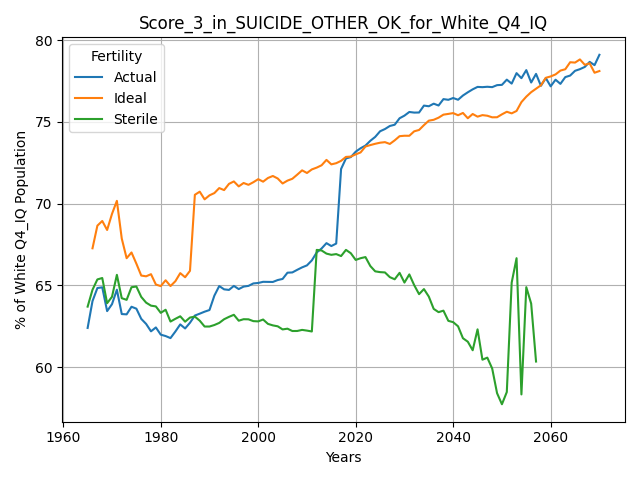 Score_3_in_SUICIDE_OTHER_OK_for_White_Q4_IQ
% of White Q4_IQ Population
80
75
70
65
60
Fertility
Actual
Ideal
Sterile
1960
1980
2000
2020
2040
2060
Years